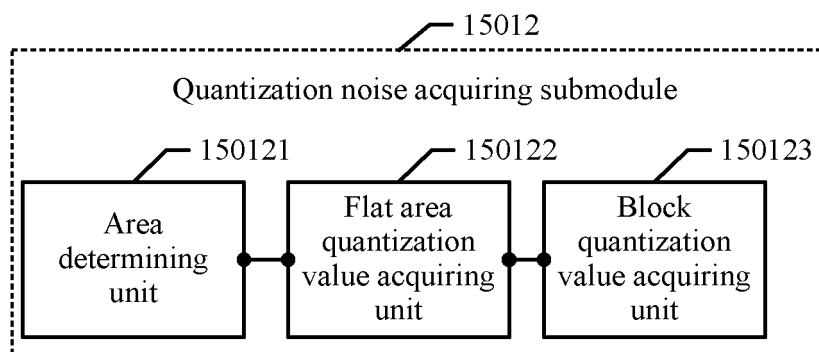 15012
Quantization noise acquiring submodule
150121
150122
150123
Area
determining
unit
Flat area
quantization
value acquiring
unit
Block
quantization
value acquiring
unit